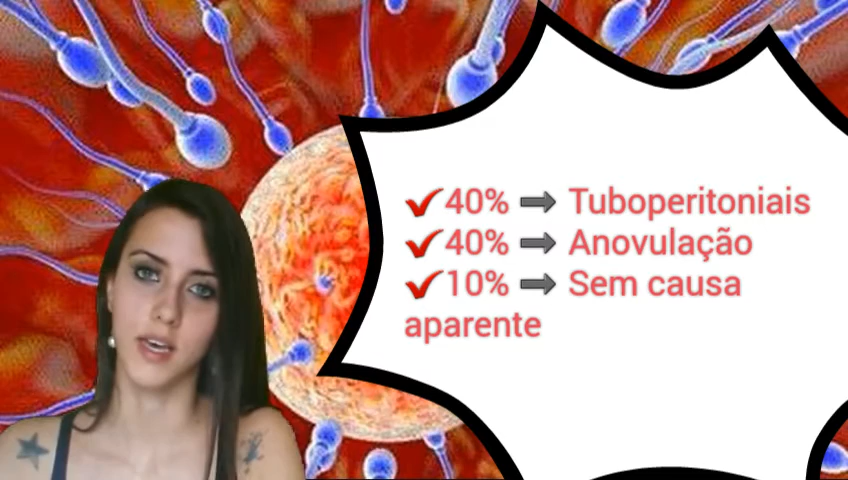 ✓40% ➡ Tuboperitoniais
✓40% ➡ Anovulação
✓10% ➡ Sem causa
aparente